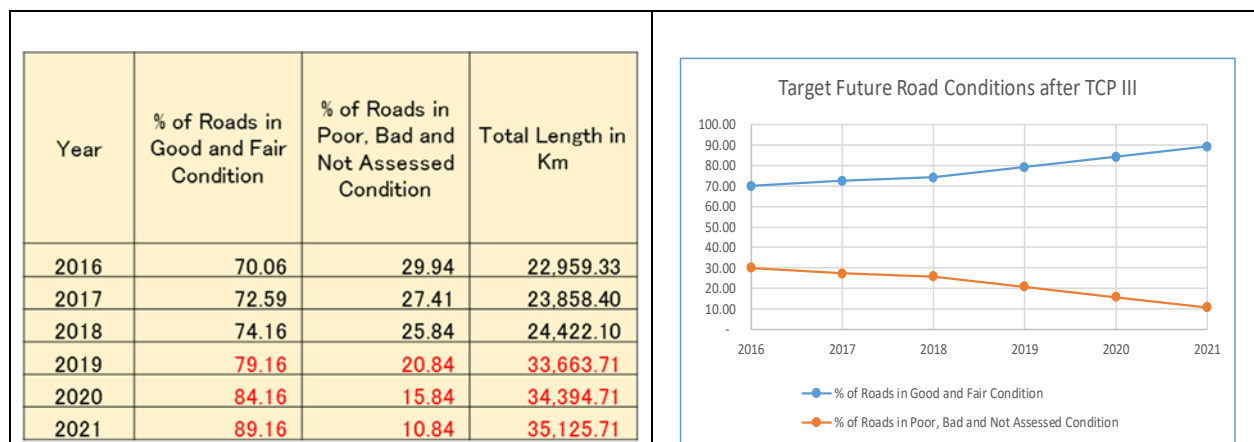 Year
% of Roads in
Good and Fair
Condition
% of Roads in
Poor, Bad and
Not Assessed
Condition
Total Length in
Km
2016 70.06 29.94 22,959.33
2017 72.59 27.41 23,858.40
2018 74.16 25.84 24,422.10
2019 79.16 20.84 33,663.71
2020 84.16 15.84 34,394.71
2021 89.16 10.84 35,125.71
Target Future Road Conditions after TCP III
100.00
90.00
80.00
70.00
60.00
50.00
40.00
30.00
20.00
10.00
-
2016 2017 2018 2019 2020 2021
% of Roads in Good and Fair Condition
% of Roads in Poor, Bad and Not Assessed Condition